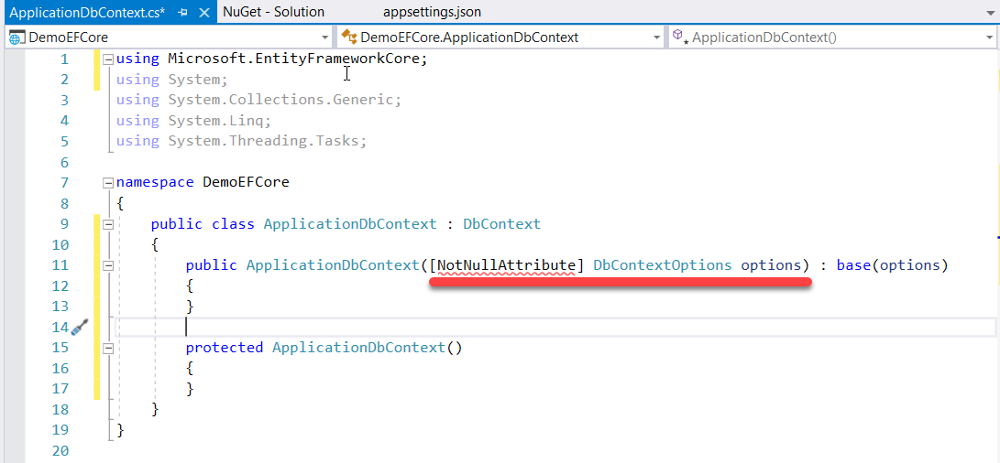 ApplicationDbContext.cs* NuGet - Solution appsettings.json
DemoEFCore DemoEFCore.ApplicationDbContext ApplicationDbContext()
1 using Microsoft.EntityFrameworkCore;
2 using System;
3 using System.Collections.Generic;
4 using System.Linq;
5 using System.Threading.Tasks;
6
7 namespace DemoEFCore
8 {
9 public class ApplicationDbContext : DbContext
10 {
11 public ApplicationDbContext([NotNullAttribute] DbContextOptions options) : base(options)
12 {
13 }
14
15 protected ApplicationDbContext()
16 {
17 }
18 }
19 }
20